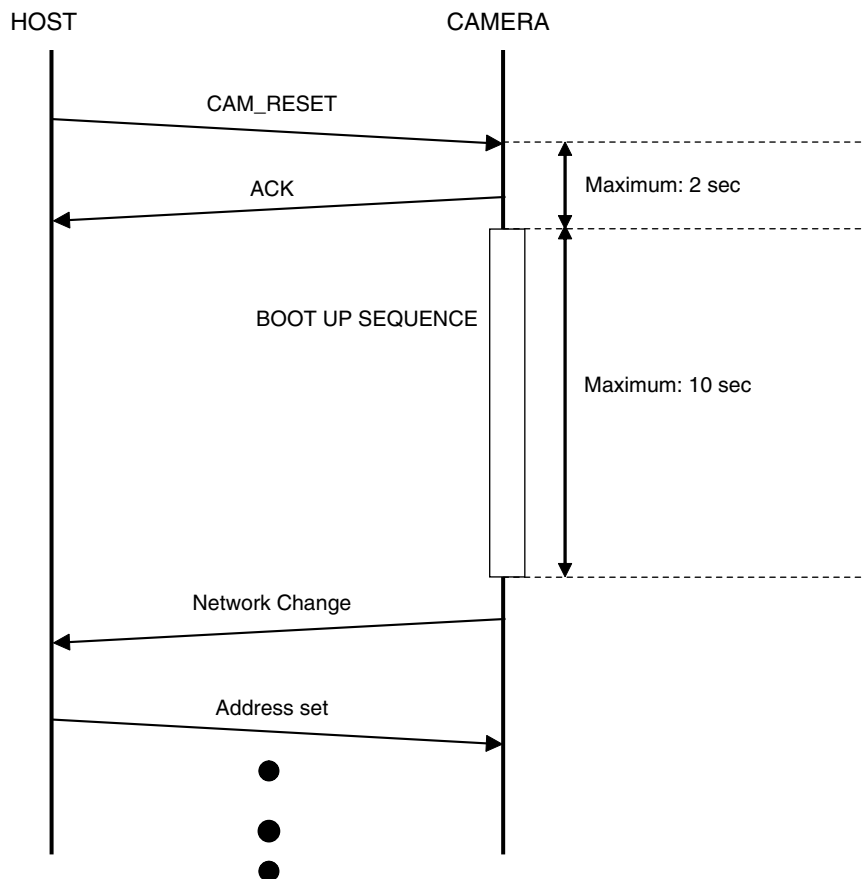 HOST
CAMERA
CAM_RESET
ACK
Maximum: 2 sec
BOOT UP SEQUENCE
Maximum: 10 sec
Network Change
Address set